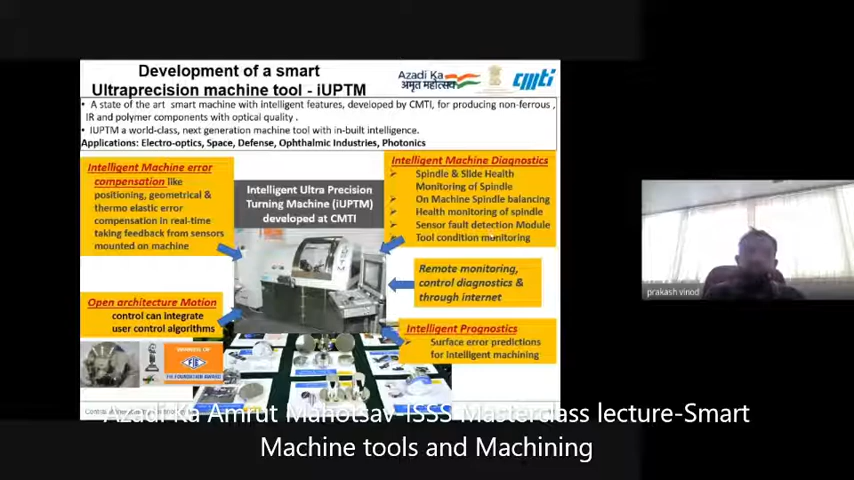 Development of a smart
Ultraprecision machine tool - iUPTM
Azadi Ka
अमृत महोत्सव
cmti
• A state of the art smart machine with intelligent features, developed by CMTI, for producing non-ferrous,
IR and polymer components with optical quality.
• IUPTM a world-class, next generation machine tool with in-built intelligence.
Applications: Electro-optics, Space, Defense, Ophthalmic Industries, Photonics
Intelligent Machine error
compensation like
positioning, geometrical &
thermo elastic error
compensation in real-time
taking feedback from sensors
mounted on machine
Intelligent Ultra Precision
Turning Machine (iUPTM)
developed at CMTI
Intelligent Machine Diagnostics
Spindle & Slide Health
Monitoring of Spindle
On Machine Spindle balancing
Health monitoring of spindle
Sensor fault detection Module
Tool condition monitoring
Remote monitoring,
control diagnostics &
through internet
Open architecture Motion
control can integrate
user control algorithms
Intelligent Prognostics
Surface error predictions
for intelligent machining
FIE FOUNDATION AWARD
prakash vinod
Azadi Ka Amrut Mahotsav-ISSS Masterclass lecture-Smart
Machine tools and Machining